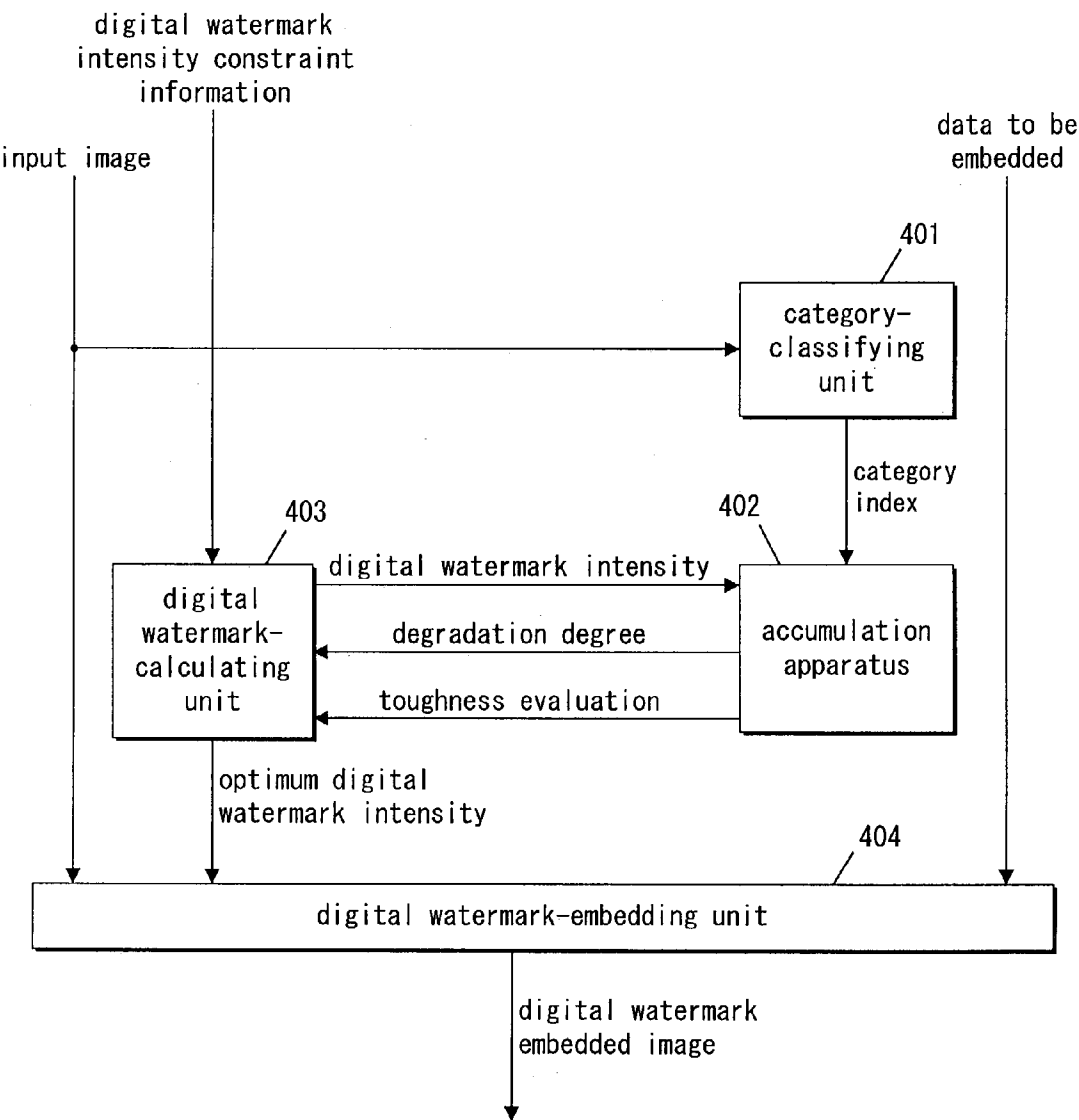 digital watermark
intensity constraint
information
input image
data to be
embedded
401
category-
classifying
unit
category
index
403
402
digital
watermark-
calculating
unit
digital watermark intensity
degradation degree
toughness evaluation
accumulation
apparatus
optimum digital
watermark intensity
404
digital watermark-embedding unit
digital watermark
embedded image